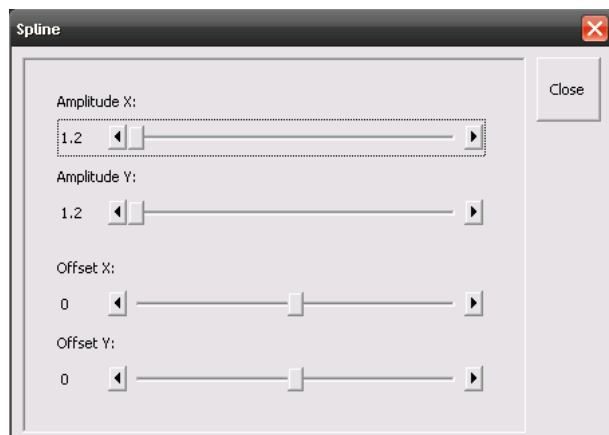 Spline
Close
Amplitude X:
1.2
Amplitude Y:
1.2
Offset X:
0
Offset Y:
0